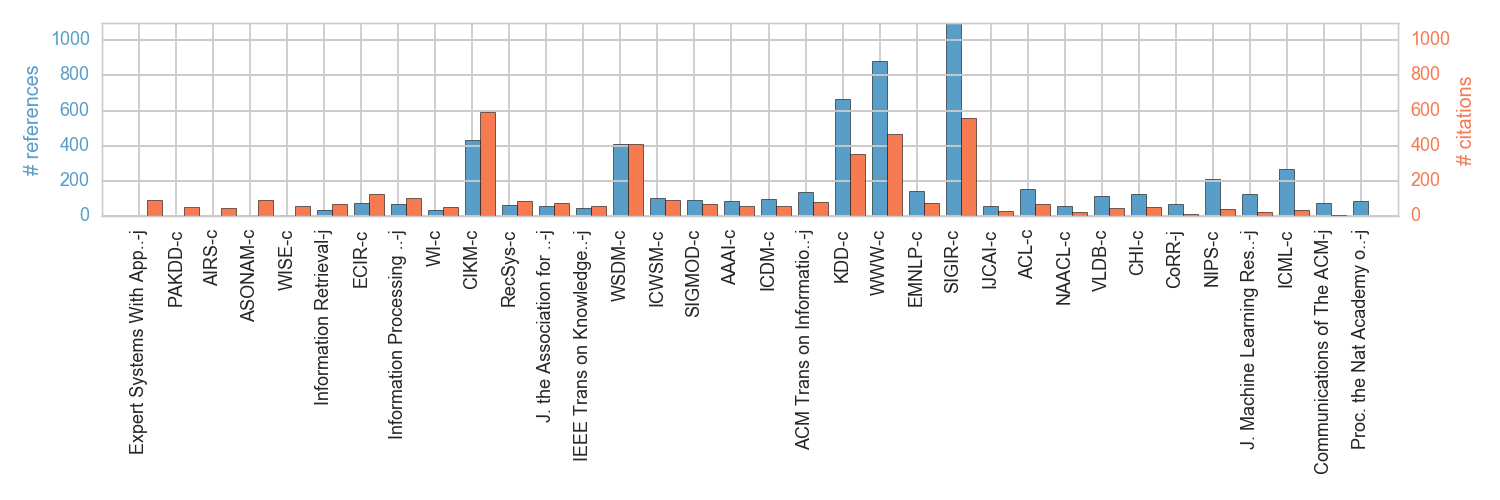 # references
1000
800
600
400
200
0
1000
800
600
400
200
0
# citations
Expert Systems With App..-j
PAKDD-c
AIRS-c
ASONAM-c
WISE-c
Information Retrieval-j
ECIR-c
Information Processing ..-j
WI-c
CIKM-c
RecSys-c
J. the Association for ..-j
IEEE Trans on Knowledge..-j
WSDM-c
ICWSM-c
SIGMOD-c
AAAI-c
ICDM-c
ACM Trans on Informatio..-j
KDD-c
WWW-c
EMNLP-c
SIGIR-c
IJCAI-c
ACL-c
NAACL-c
VLDB-c
CHI-c
CoRR-j
NIPS-c
J. Machine Learning Res..-j
ICML-c
Communications of The ACM-j
Proc. the Nat Academy o..-j